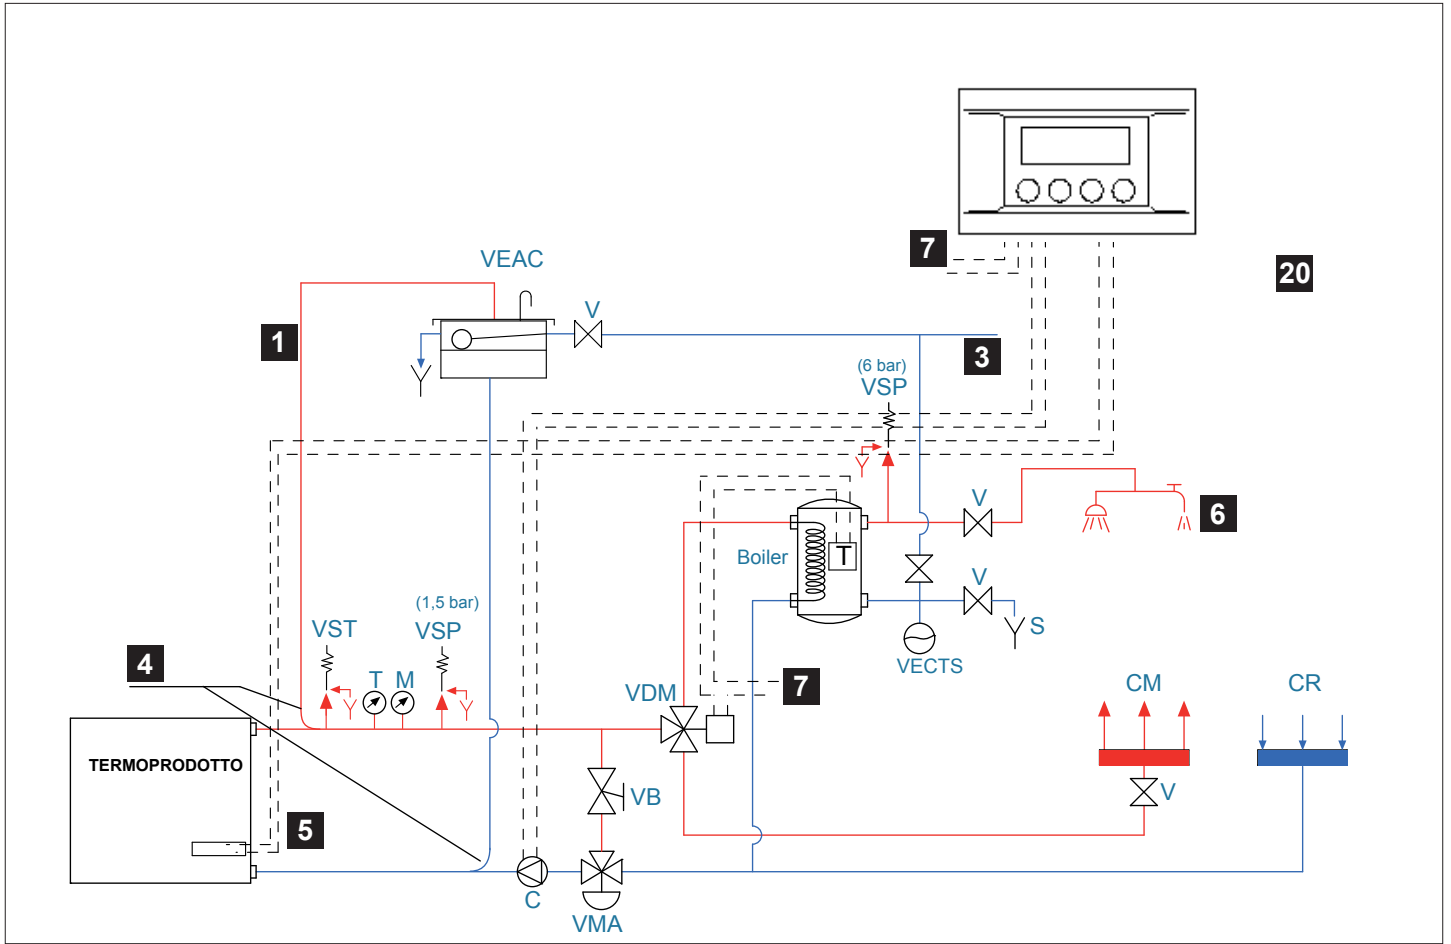 7
20
VEAC
V
1
3
(6 bar)
VSP
V
6
Boiler
T
V
S
(1,5 bar)
VST
VSP
VECTS
4
T
M
7
VDM
CM
CR
TERMOPRODOTTO
VB
V
5
C
VMA